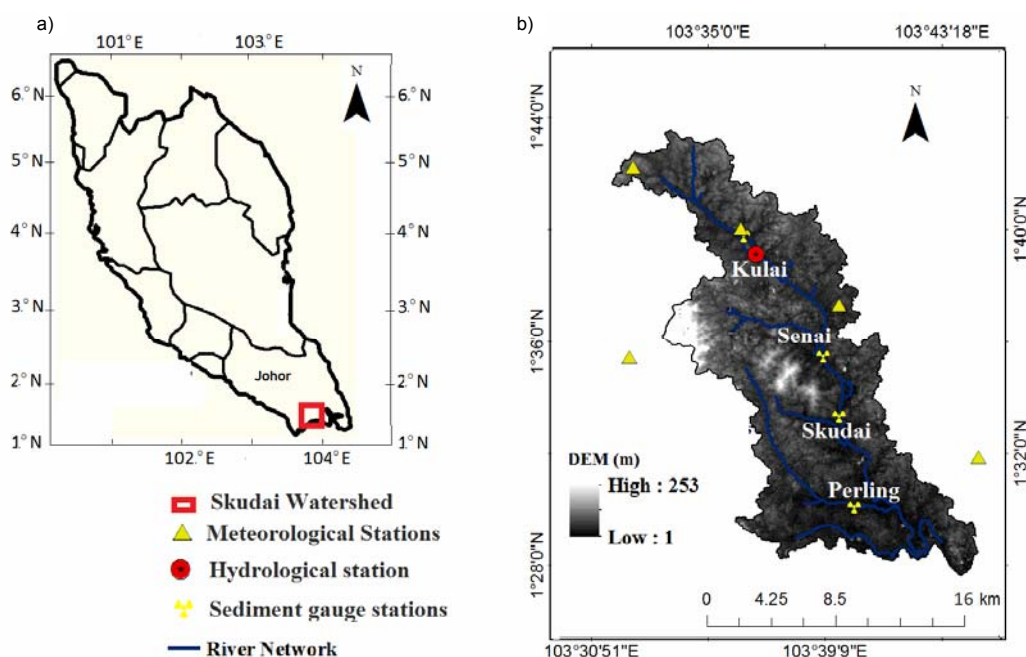 a)
101°E 103.°E
N
6°N 6°N
5°N 5°N
4°N 4°N
3°N 3°N
2°N 2°N
Johor
1°N 1°N
102.°E 104°E
Skudai Watershed
Meteorological Stations
Hydrological station
Sediment gauge stations
River Network
b)
103°35'0"E 103°43'18"E
N
1°44'0"N
1°40'0"N
Kulai
Senai
1°36'0"N
Skudai
1°32'0"N
DEM (m)
High : 253
Perling
Low : 1
1°28'0"N
0 4.25 8.5 16 km
103°30'51"E 103°39'9"E